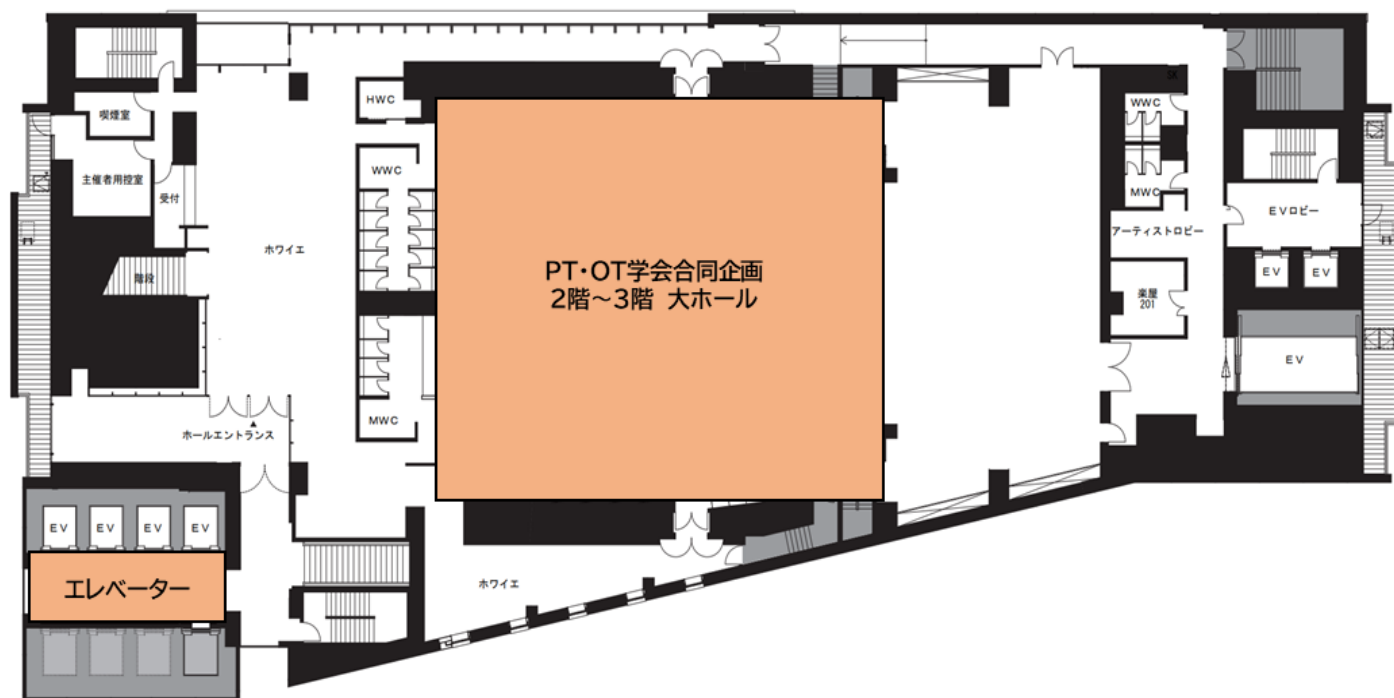 SK
HWC
WWC
喫煙室
WWC
主催者用控室
受付
MWC
EVロビー
アーティストロビー
ホワイエ
PT・OT学会合同企画
2階～3階 大ホール
階段
EV
EV
楽屋
201
EV
MWC
ホールエントランス
EV
EV
EV
EV
エレベーター
ホワイエ